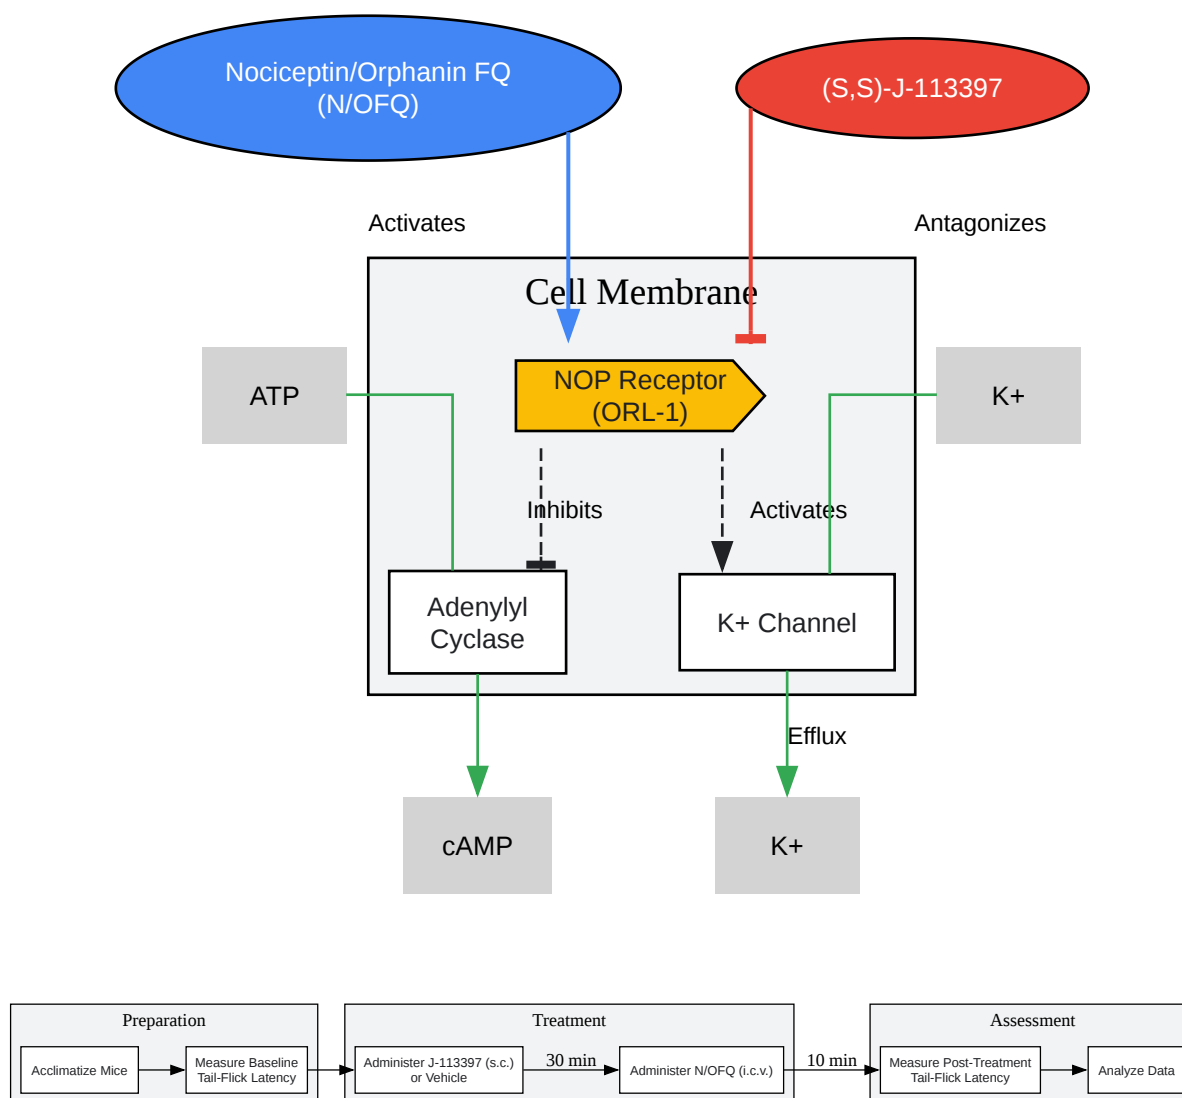 Nociceptin/Orphanin FQ
(N/OFQ)
(S,S)-J-113397
Activates
Antagonizes
Cell Membrane
ATP
NOP Receptor
(ORL-1)
K+
Inhibits
Activates
Adenylyl
Cyclase
K+ Channel
Efflux
cAMP
K+
Preparation
Acclimatize Mice
Measure Baseline
Tail-Flick Latency
Treatment
Administer J-113397 (s.c.)
or Vehicle
30 min
Administer N/OFQ (i.c.v.)
10 min
Assessment
Measure Post-Treatment
Tail-Flick Latency
Analyze Data